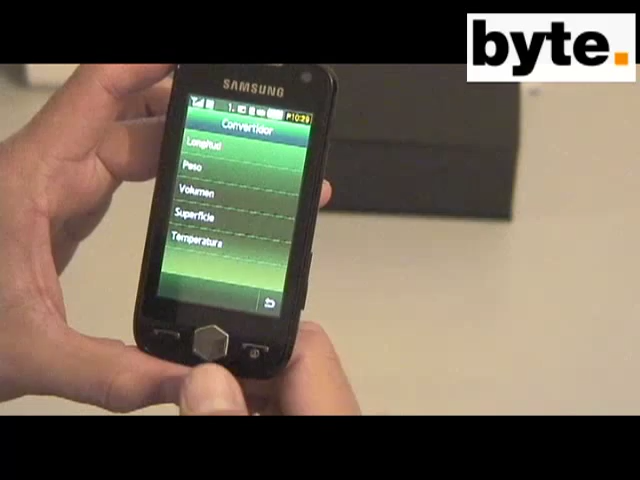 byte.
SAMSUNG
Convertidor
Longitud
Peso
Volumen
Superficie
Temperatura